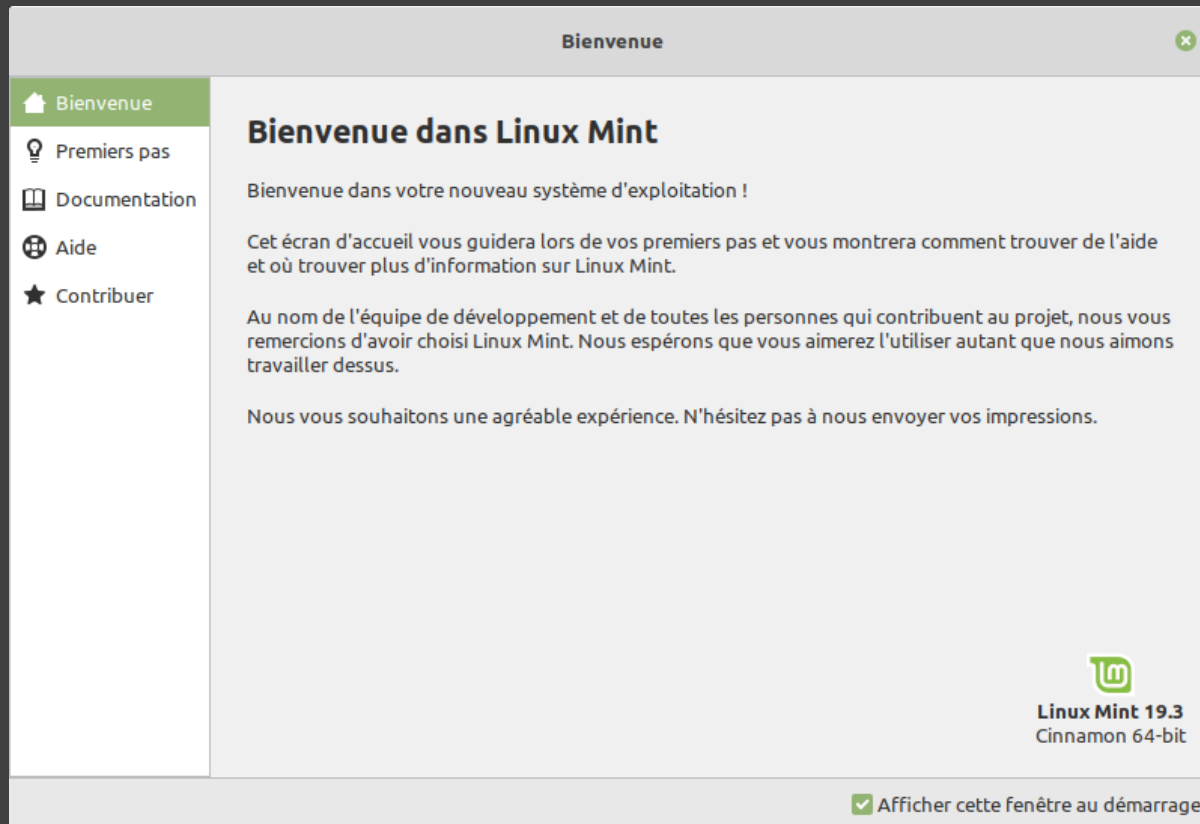 Bienvenue
Bienvenue
Premiers pas
Documentation
Aide
Contribuer
Bienvenue dans Linux Mint
Bienvenue dans votre nouveau système d'exploitation !
Cet écran d'accueil vous guidera lors de vos premiers pas et vous montrera comment trouver de l'aide
et où trouver plus d'information sur Linux Mint.
Au nom de l'équipe de développement et de toutes les personnes qui contribuent au projet, nous vous
remercions d'avoir choisi Linux Mint. Nous espérons que vous aimerez l'utiliser autant que nous aimons
travailler dessus.
Nous vous souhaitons une agréable expérience. N'hésitez pas à nous envoyer vos impressions.
Linux Mint 19.3
Cinnamon 64-bit
Afficher cette fenêtre au démarrage